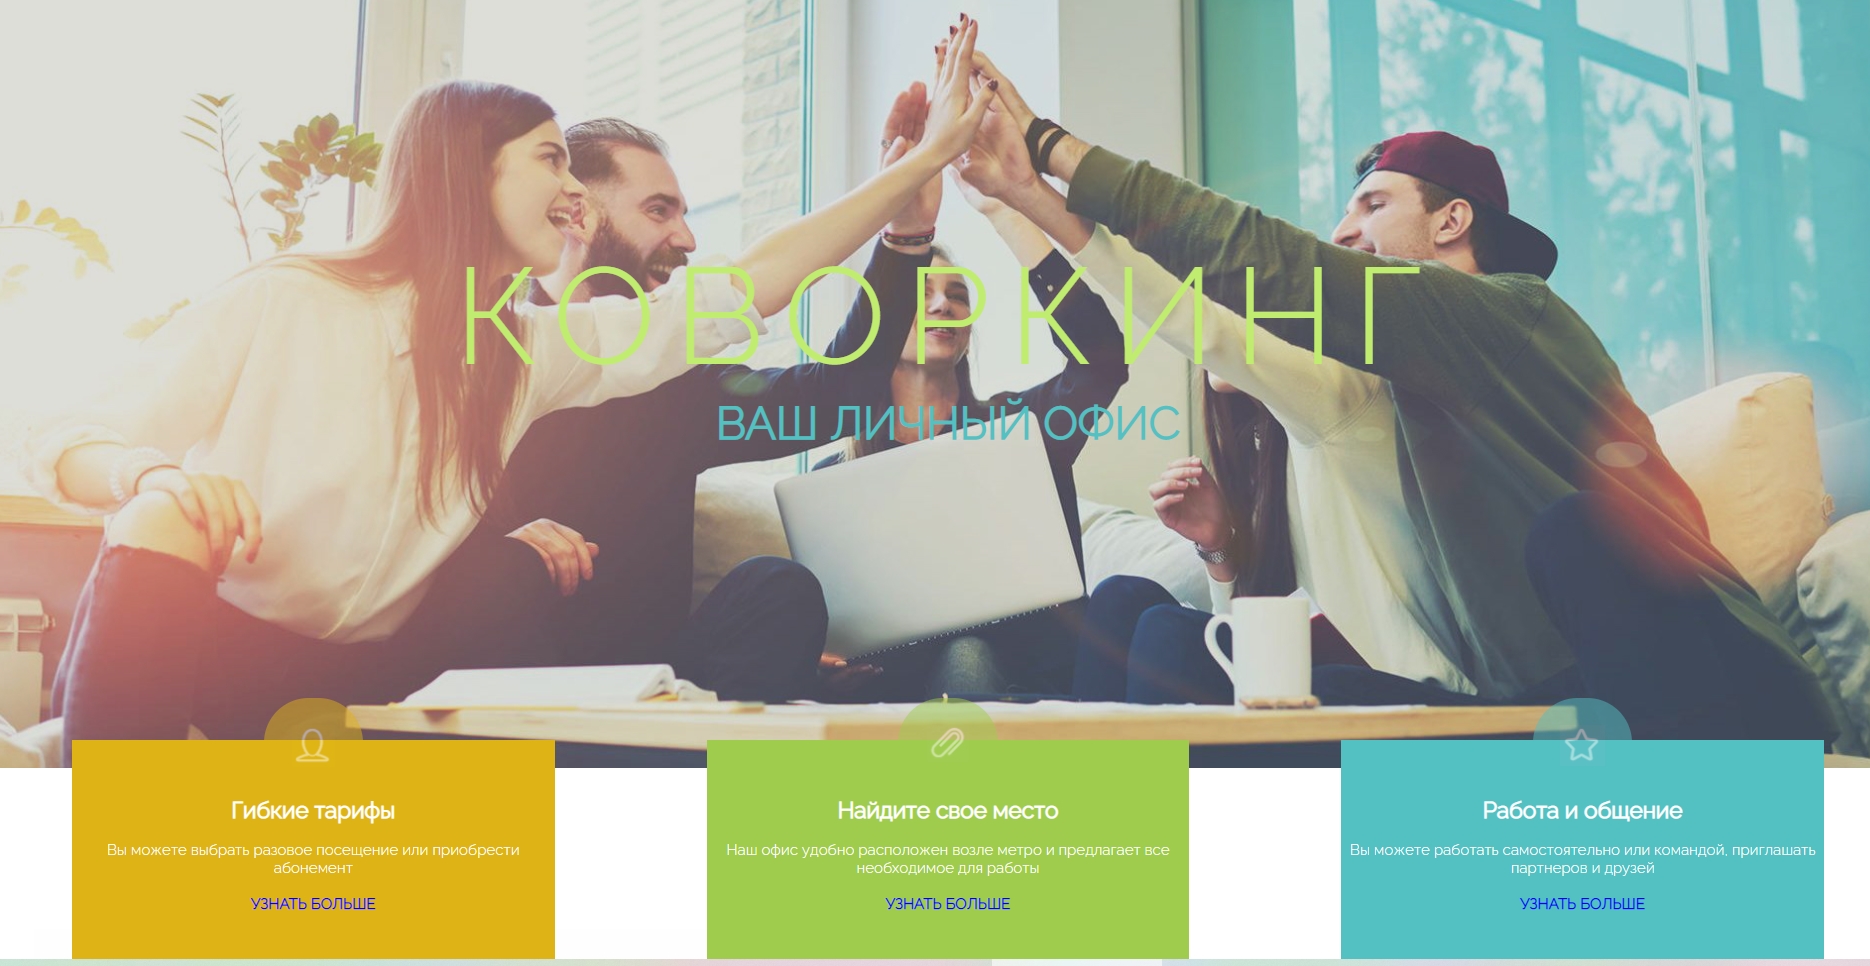 КОВОРКИНГ
ВАШ ЛИЧНЫЙ ОФИС
Гибкие тарифы
Вы можете выбрать разовое посещение или приобрести
абонемент
УЗНАТЬ БОЛЬШЕ
Найдите свое место
Наш офис удобно расположен возле метро и предлагает все
необходимое для работы
УЗНАТЬ БОЛЬШЕ
Работа и общение
Вы можете работать самостоятельно или командой, приглашать
партнеров и друзей
УЗНАТЬ БОЛЬШЕ